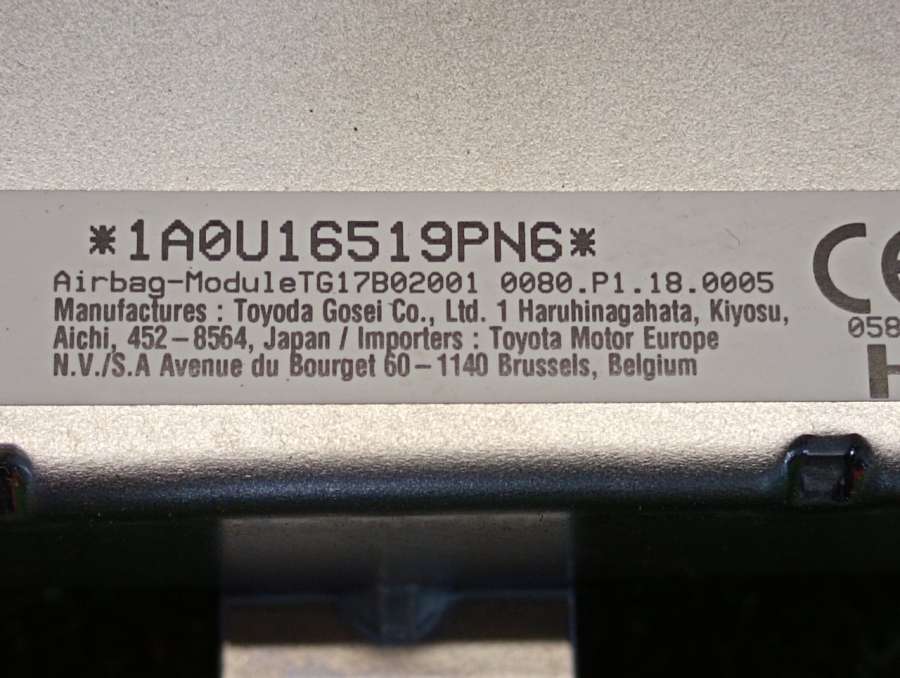 *1A0U16519PN6*
Airbag-ModuleTG17B02001 0080.P1.18.0005
Manufactures : Toyoda Gosei Co., Ltd. 1 Haruhinagahata, Kiyosu,
Aichi, 452-8564, Japan / Importers : Toyota Motor Europe
N.V./S.A Avenue du Bourget 60-1140 Brussels, Belgium
CE
058
H